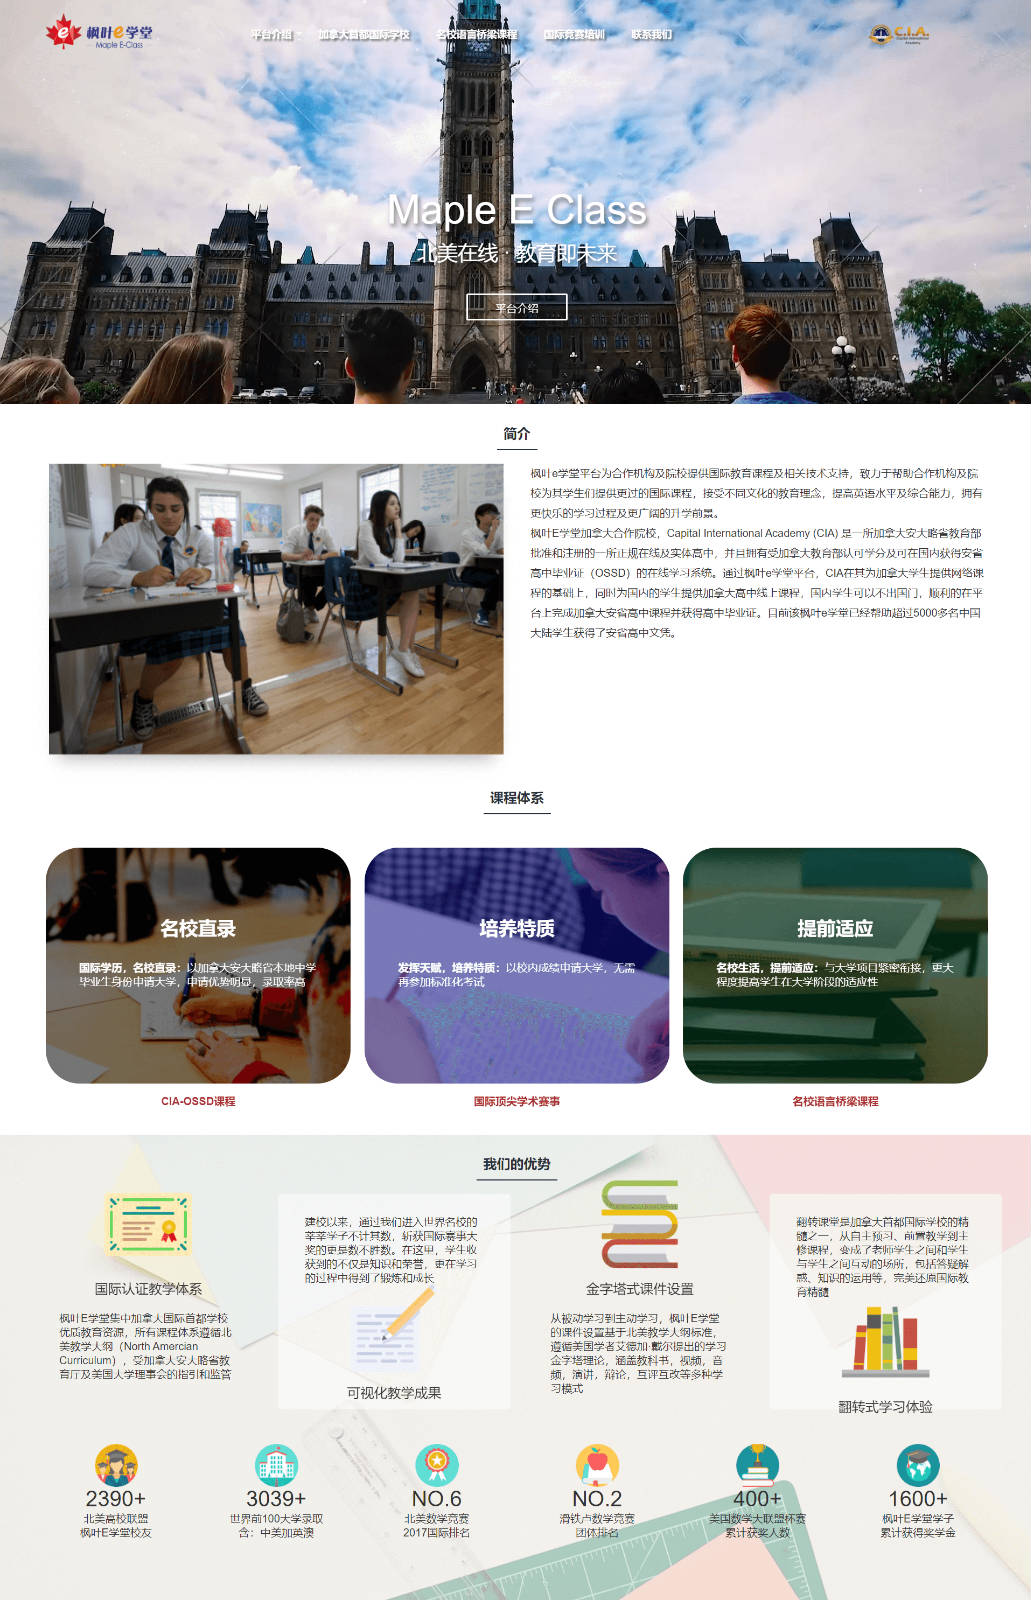 枫叶e学堂
Maple E-Class
平台介绍
加拿大首都国际学校
名校语言桥梁课程
国际竞赛培训
联系我们
C.I.A.
Capital International
Academy
Maple E Class
北美在线 · 教育即未来
平台介绍
简介
枫叶e学堂平台为合作机构及院校提供国际教育课程及相关技术支持，致力于帮助合作机构及院
校为其学生们提供更过的国际课程，接受不同文化的教育理念，提高英语水平及综合能力，拥有
更快乐的学习过程及更广阔的升学前景。
枫叶E学堂加拿大合作院校，Capital International Academy (CIA) 是一所加拿大安大略省教育部
批准和注册的一所正规在线及实体高中，并且拥有受加拿大教育部认可学分及可在国内获得安省
高中毕业证（OSSD）的在线学习系统。通过枫叶e学堂平台，CIA在其为加拿大学生提供网络课
程的基础上，同时为国内的学生提供加拿大高中线上课程，国内学生可以不出国门，顺利的在平
台上完成加拿大安省高中课程并获得高中毕业证。目前该枫叶e学堂已经帮助超过5000多名中国
大陆学生获得了安省高中文凭。
课程体系
名校直录
国际学历，名校直录：以加拿大安大略省本地中学
毕业生身份申请大学，申请优势明显，录取率高
CIA-OSSD课程
培养特质
发挥天赋，培养特质：以校内成绩申请大学，无需
再参加标准化考试
国际顶尖学术赛事
提前适应
名校生活，提前适应：与大学项目紧密衔接，更大
程度提高学生在大学阶段的适应性
名校语言桥梁课程
我们的优势
国际认证教学体系
枫叶E学堂集中加拿大国际首都学校
优质教育资源，所有课程体系遵循北
美教学大纲（North Amercian
Curriculum），受加拿大安大略省教
育厅及美国大学理事会的指引和监管
建校以来，通过我们进入世界名校的
莘莘学子不计其数，斩获国际赛事大
奖的更是数不胜数。在这里，学生收
获到的不仅是知识和荣誉，更在学习
的过程中得到了锻炼和成长
可视化教学成果
金字塔式课件设置
从被动学习到主动学习，枫叶E学堂
的课件设置基于北美教学大纲标准，
遵循美国学者艾德加·戴尔提出的学习
金字塔理论，涵盖教科书，视频，音
频，演讲，辩论，互评互改等多种学
习模式
翻转课堂是加拿大首都国际学校的精
髓之一，从自主预习、前置教学到主
修课程，变成了老师学生之间和学生
与学生之间互动的场所，包括答疑解
惑、知识的运用等，完美还原国际教
育精髓
翻转式学习体验
2390+
北美高校联盟
枫叶E学堂校友
3039+
世界前100大学录取
含：中美加英澳
NO.6
北美数学竞赛
2017国际排名
NO.2
滑铁卢数学竞赛
团体排名
400+
美国数学大联盟杯赛
累计获奖人数
1600+
枫叶E学堂学子
累计获得奖学金